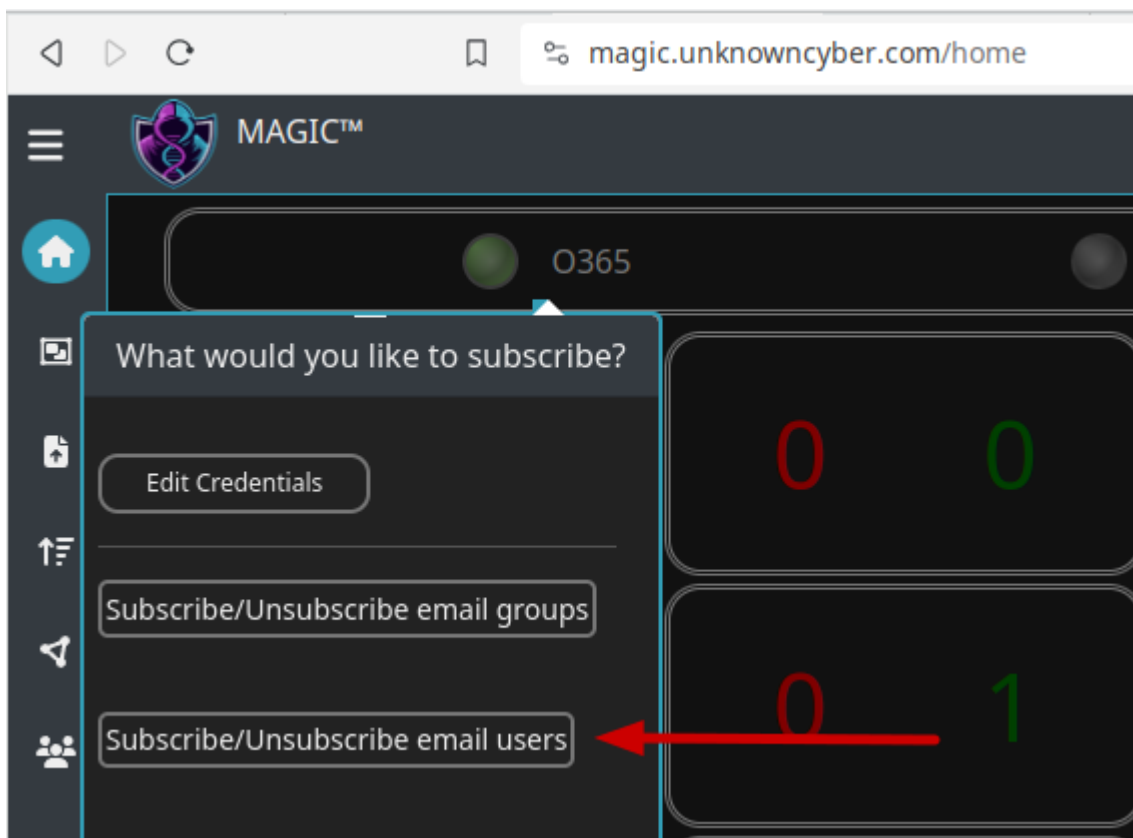 magic.unknowncyber.com/home
MAGIC™
O365
What would you like to subscribe?
Edit Credentials
0 0
Subscribe/Unsubscribe email groups
Subscribe/Unsubscribe email users
0 1